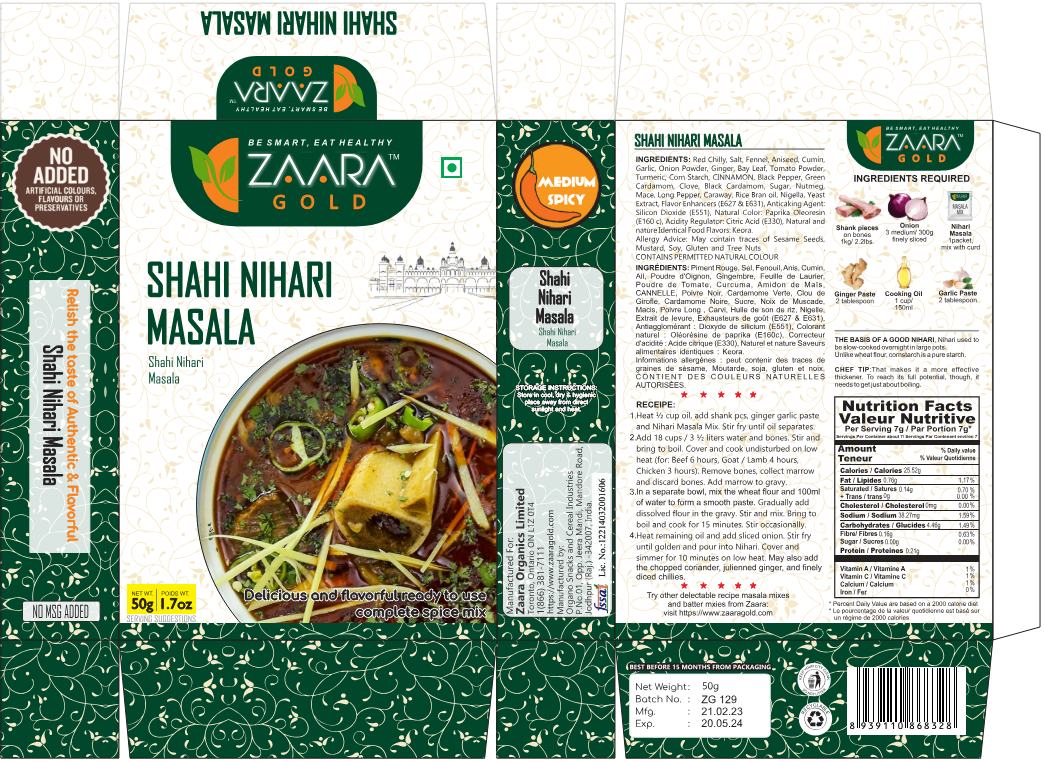 SHAHI NIHARI
MASALA
BE SMART, EAT HEALTHY
ZAARA™
GOLD
NO
ADDED
ARTIFICIAL COLOURS,
FLAVOURS OR
PRESERVATIVES
Relish the taste of Authentic & Flavorful
Shahi Nihari Masala
NO MSG ADDED
BE SMART, EAT HEALTHY
ZAARA™
GOLD
SHAHI NIHARI
MASALA
Shahi Nihari
Masala
NET WT.
50g
POIDS WT.
1.7oz
SERVING SUGGESTIONS
Delicious and flavorful ready to use
complete spice mix
MEDIUM
SPICY
Shahi
Nihari
Masala
Shahi Nihari
Masala
STORAGE INSTRUCTIONS:
Store in cool, dry & hygienic
place away from direct
sunlight and heat.
Manufactured For:
Zaara Organics Limited
Toronto, Ontario ON L1Z 0T4
(1866) 381-7111
https://www.zaaragold.com
Manufactured by:
Organo Snacks and Cereal Industries
P.No.01, Opp. Jeera Mandi, Mandore Road,
Jodhpur (Raj.) -342007, India.
fssai
Lic. No.:12214032001606
SHAHI NIHARI MASALA
INGREDIENTS: Red Chilly, Salt, Fennel, Aniseed, Cumin,
Garlic, Onion Powder, Ginger, Bay Leaf, Tomato Powder,
Turmeric, Corn Starch, CINNAMON, Black Pepper, Green
Cardamom, Clove, Black Cardamom, Sugar, Nutmeg,
Mace, Long Pepper, Caraway, Rice Bran oil, Nigella, Yeast
Extract, Flavor Enhancers (E627 & E631), Anticaking Agent:
Silicon Dioxide (E551), Natural Color: Paprika Oleoresin
(E160 c), Acidity Regulator: Citric Acid (E330), Natural and
nature Identical Food Flavors: Keora.
Allergy Advice: May contain traces of Sesame Seeds,
Mustard, Soy, Gluten and Tree Nuts
CONTAINS PERMITTED NATURAL COLOUR
INGRÉDIENTS: Piment Rouge, Sel, Fenouil, Anis, Cumin,
Ail, Poudre d'Oignon, Gingembre, Feuille de Laurier,
Poudre de Tomate, Curcuma, Amidon de Maïs,
CANNELLE, Poivre Noir, Cardamome Verte, Clou de
Girofle, Cardamome Noire, Sucre, Noix de Muscade,
Macis, Poivre Long , Carvi, Huile de son de riz, Nigelle,
Extrait de levure, Exhausteurs de goût (E627 & E631),
Antiagglomérant : Dioxyde de silicium (E551), Colorant
naturel : Oléorésine de paprika (E160c), Correcteur
d'acidité : Acide citrique (E330), Naturel et nature Saveurs
alimentaires identiques : Keora.
Informations allergènes : peut contenir des traces de
graines de sésame, Moutarde, soja, gluten et noix.
CONTIENT DES COULEURS NATURELLES
AUTORISÉES.
RECEIPE:
1.Heat ½ cup oil, add shank pcs, ginger garlic paste
and Nihari Masala Mix. Stir fry until oil separates.
2.Add 18 cups / 3 ½ liters water and bones. Stir and
bring to boil. Cover and cook undisturbed on low
heat (for: Beef 6 hours, Goat / Lamb 4 hours,
Chicken 3 hours). Remove bones, collect marrow
and discard bones. Add marrow to gravy.
3.In a separate bowl, mix the wheat flour and 100ml
of water to form a smooth paste. Gradually add
dissolved flour in the gravy. Stir and mix. Bring to
boil and cook for 15 minutes. Stir occasionally.
4.Heat remaining oil and add sliced onion. Stir fry
until golden and pour into Nihari. Cover and
simmer for 10 minutes on low heat. May also add
the chopped coriander, julienned ginger, and finely
diced chillies.
Try other delectable recipe masala mixes
and batter mxies from Zaara:
visit https://www.zaaragold.com
BE SMART, EAT HEALTHY
ZAARA™
GOLD
INGREDIENTS REQUIRED
Shank pieces
on bones
1kg/ 2.2lbs.
Onion
3 medium/ 300g
finely sliced
MASALA
MIX
Nihari
Masala
1packet,
mix with curd
Ginger Paste
2 tablespoon
Cooking Oil
1 cup/
150ml
Garlic Paste
2 tablespoon.
THE BASIS OF A GOOD NIHARI, Nihari used to
be slow-cooked overnight in large pots.
Unlike wheat flour, cornstarch is a pure starch.
CHEF TIP:That makes it a more effective
thickener. To reach its full potential, though, it
needs to get just about boiling.
Nutrition Facts
Valeur Nutritive
Per Serving 7g / Par Portion 7g*
Servings Per Container about 7/ Servings Par Contenant environ 7
Amount
Teneur
% Daily value
% Valeur Quotidienne
Calories / Calories 25.52g
Fat / Lipides 0.76g 1.17%
Saturated / Satures 0.14g 0.70 %
+ Trans / trans 0g 0.00 %
Cholesterol / Cholesterol 0mg 0.00%
Sodium / Sodium 38.27mg 1.59%
Carbohydrates / Glucides 4.46g 1.49%
Fibre/ Fibres 0.16g 0.63%
Sugar / Sucres 0.00g 0.00%
Protein / Proteines 0.21g
Vitamin A / Vitamine A 1%
Vitamin C / Vitamine C 1%
Calcium / Calcium 1%
Iron / Fer 0%
* Percent Daily Value are based on a 2000 calorie diet
* Lo pourcentago de la valeur quotidienne est basé sur
un régime de 2000 calories
BEST BEFORE 15 MONTHS FROM PACKAGING
Net Weight: 50g
Batch No. : ZG 129
Mfg. : 21.02.23
Exp. : 20.05.24
RECYCLABLE
8 939110 868328